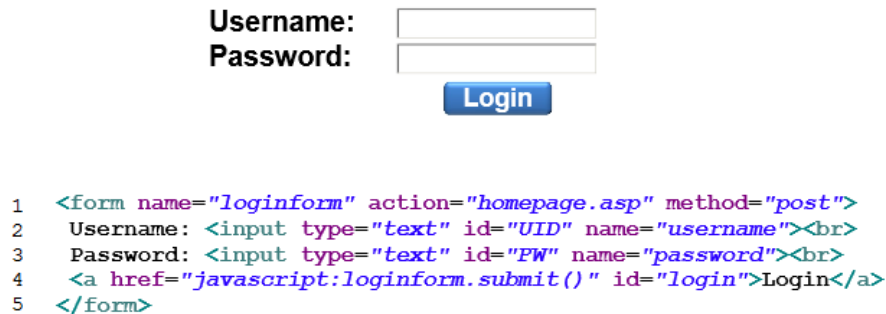 Username:
Password:
Login
1 <form name="loginform" action="homepage.asp" method="post">
2 Username: <input type="text" id="UID" name="username"><br>
3 Password: <input type="text" id="PW" name="password"><br>
4 <a href="javascript:loginform.submit()" id="login">Login</a>
5 </form>